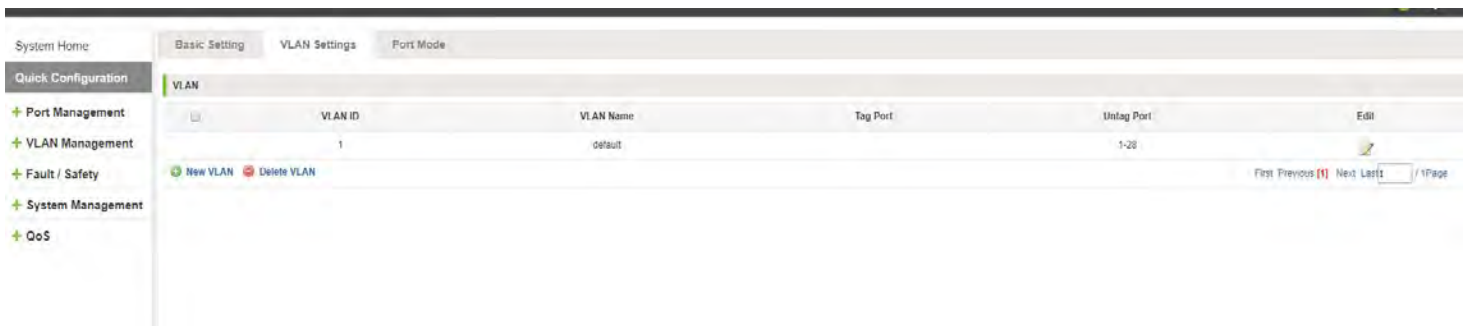 System Home
Basic Setting VLAN Settings Port Mode
Quick Configuration
VLAN
+ Port Management
VLAN ID VLAN Name Tag Port Untag Port Edit
+ VLAN Management
1 default 1-28
+ Fault / Safety
New VLAN Delete VLAN
First Previous [1] Next Last 1 / 1Page
+ System Management
+ QoS